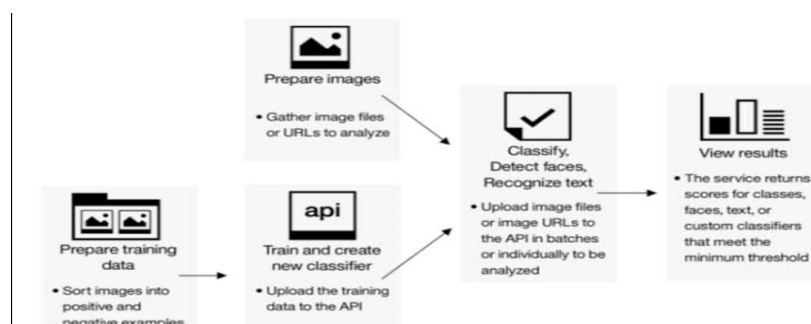 Prepare images
• Gather image files
or URLs to analyze
Prepare training
data
• Sort images into
positive and
negative examples
api
Train and create
new classifier
• Upload the training
data to the API
Classify,
Detect faces,
Recognize text
• Upload image files
or image URLs to
the API in batches
or individually to be
analyzed
View results
• The service returns
scores for classes,
faces, text, or
custom classifiers
that meet the
minimum threshold